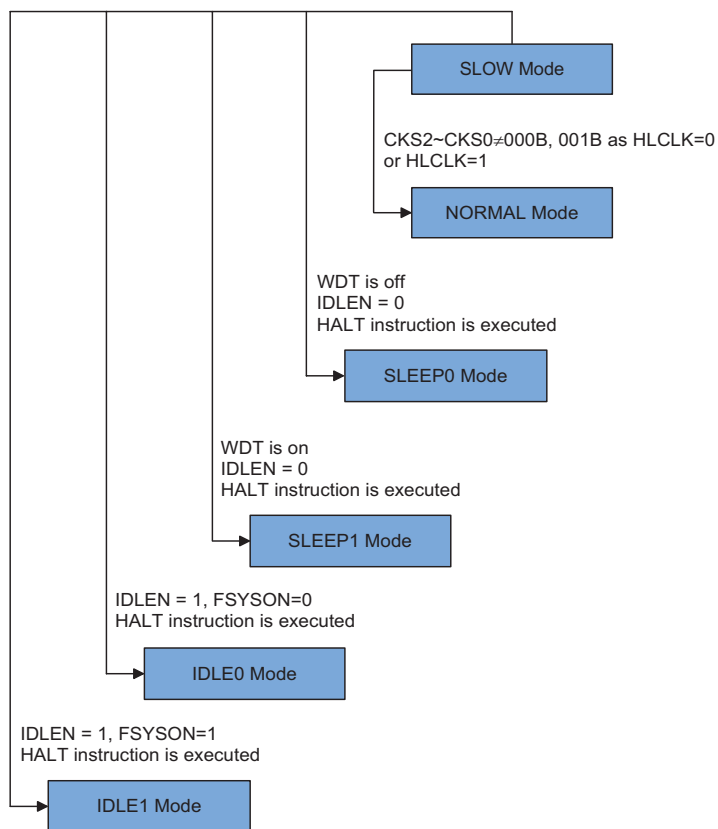 SLOW Mode
CKS2~CKS0≠000B, 001B as HLCLK=0
or HLCLK=1
NORMAL Mode
WDT is off
IDLEN = 0
HALT instruction is executed
SLEEP0 Mode
WDT is on
IDLEN = 0
HALT instruction is executed
SLEEP1 Mode
IDLEN = 1, FSYSON=0
HALT instruction is executed
IDLE0 Mode
IDLEN = 1, FSYSON=1
HALT instruction is executed
IDLE1 Mode